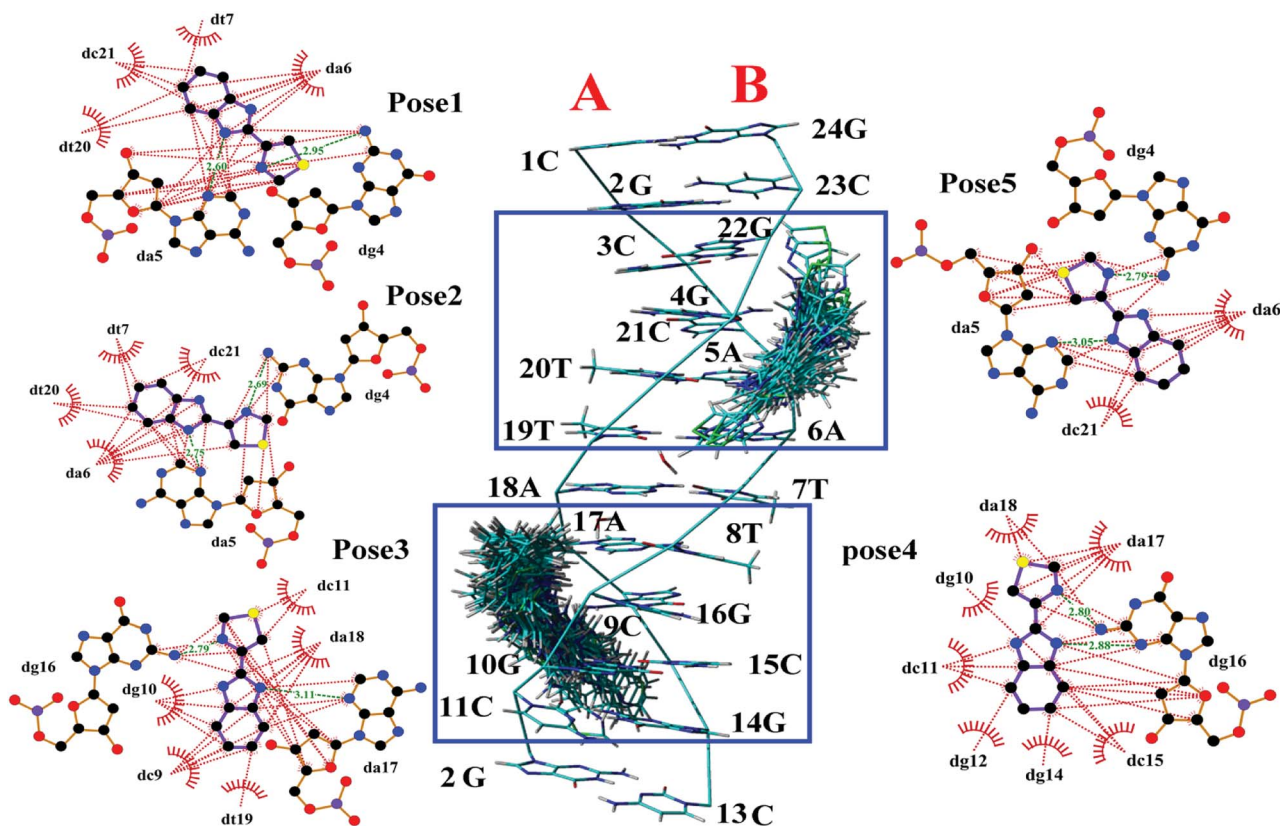 Pose1
dt7
dc21
da6
dt20
2.95
2.60
da5
dg4
Pose2
dt7
dc21
dt20
2.69
dg4
da6
2.75
da5
Pose3
dc11
da18
2.79
dg16
dg10
3.11
dc9
da17
dt19
A
B
24G
1C
2G
23C
22G
3C
4G
21C
5A
20T
19T
6A
18A
7T
17A
8T
16G
9C
10G
15C
11C
14G
2 G
13C
Pose5
dg4
2.79
da6
da5
3.05
dc21
pose4
da18
da17
dg10
2.80
2.88
dc11
dg16
dg12
dg14
dc15